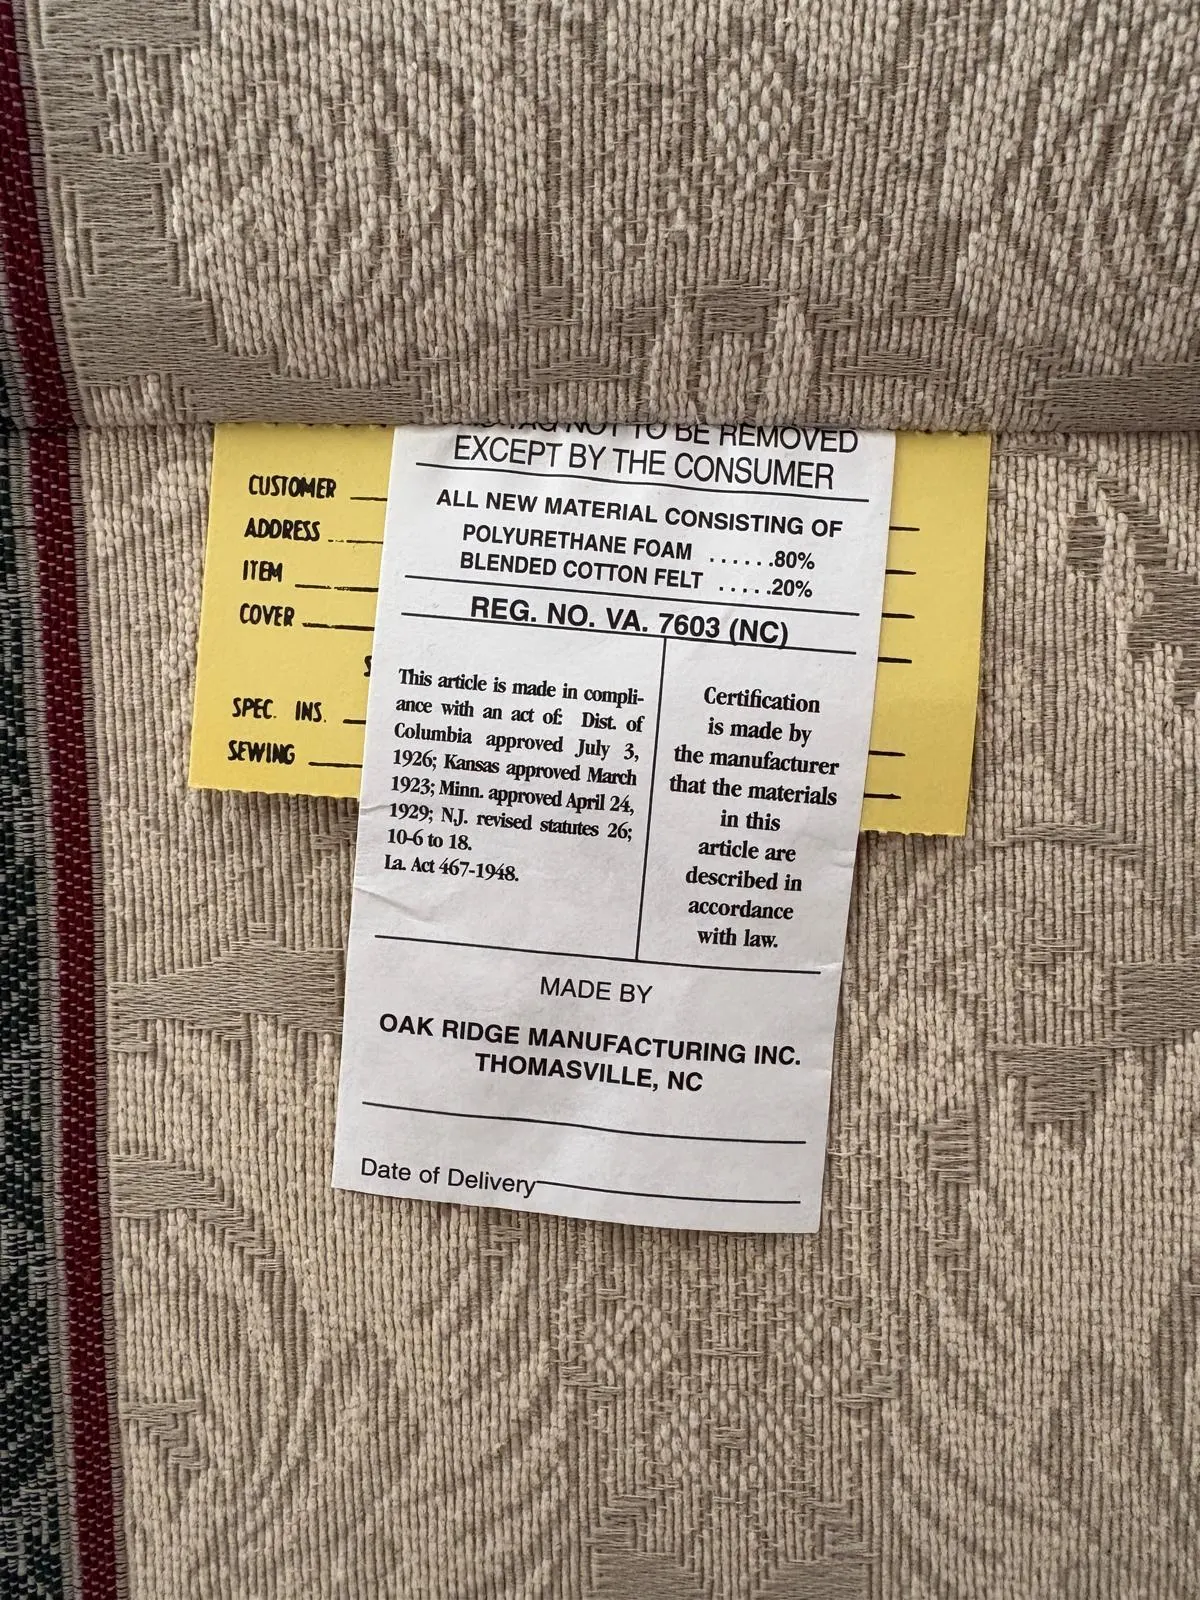 TAG NOT TO BE REMOVED
EXCEPT BY THE CONSUMER
ALL NEW MATERIAL CONSISTING OF
POLYURETHANE FOAM ......80%
BLENDED COTTON FELT .....20%
REG. NO. VA. 7603 (NC)
This article is made in compli-
ance with an act of: Dist. of
Columbia approved July 3,
1926; Kansas approved March
1923; Minn. approved April 24,
1929; N.J. revised statutes 26;
10-6 to 18.
La. Act 467-1948.
Certification
is made by
the manufacturer
that the materials
in this
article are
described in
accordance
with law.
MADE BY
OAK RIDGE MANUFACTURING INC.
THOMASVILLE, NC
Date of Delivery
CUSTOMER
ADDRESS
ITEM
COVER
SPEC. INS.
SEWING